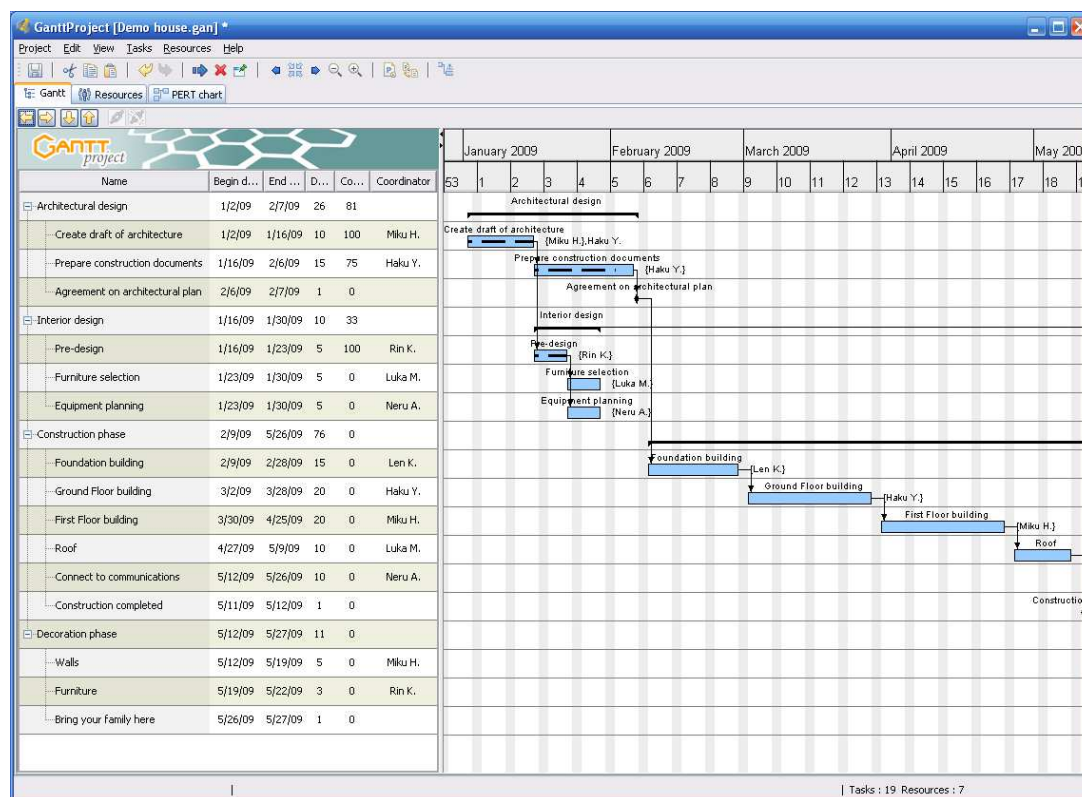 GanttProject [Demo house.gan] *
Project Edit View Tasks Resources Help
Gantt Resources PERT chart
GANTT project
January 2009 February 2009 March 2009 April 2009 May 200
Name Begin d... End ... D... Co... Coordinator 53 1 2 3 4 5 6 7 8 9 10 11 12 13 14 15 16 17 18
Architectural design 1/2/09 2/7/09 26 81 Architectural design
Create draft of architecture 1/2/09 1/16/09 10 100 Miku H. Create draft of architecture {Miku H.},Haku Y.
Prepare construction documents 1/16/09 2/6/09 15 75 Haku Y. Prepare construction documents {Haku Y.}
Agreement on architectural plan 2/6/09 2/7/09 1 0 Agreement on architectural plan
Interior design 1/16/09 1/30/09 10 33 Interior design
Pre-design 1/16/09 1/23/09 5 100 Rin K. Pre-design {Rin K.}
Furniture selection 1/23/09 1/30/09 5 0 Luka M. Furniture selection {Luka M.}
Equipment planning 1/23/09 1/30/09 5 0 Neru A. Equipment planning {Neru A.}
Construction phase 2/9/09 5/26/09 76 0
Foundation building 2/9/09 2/28/09 15 0 Len K. Foundation building {Len K.}
Ground Floor building 3/2/09 3/28/09 20 0 Haku Y. Ground Floor building {Haku Y.}
First Floor building 3/30/09 4/25/09 20 0 Miku H. First Floor building {Miku H.}
Roof 4/27/09 5/9/09 10 0 Luka M. Roof
Connect to communications 5/12/09 5/26/09 10 0 Neru A.
Construction completed 5/11/09 5/12/09 1 0 Constructio
Decoration phase 5/12/09 5/27/09 11 0
Walls 5/12/09 5/19/09 5 0 Miku H.
Furniture 5/19/09 5/22/09 3 0 Rin K.
Bring your family here 5/26/09 5/27/09 1 0
Tasks : 19 Resources : 7